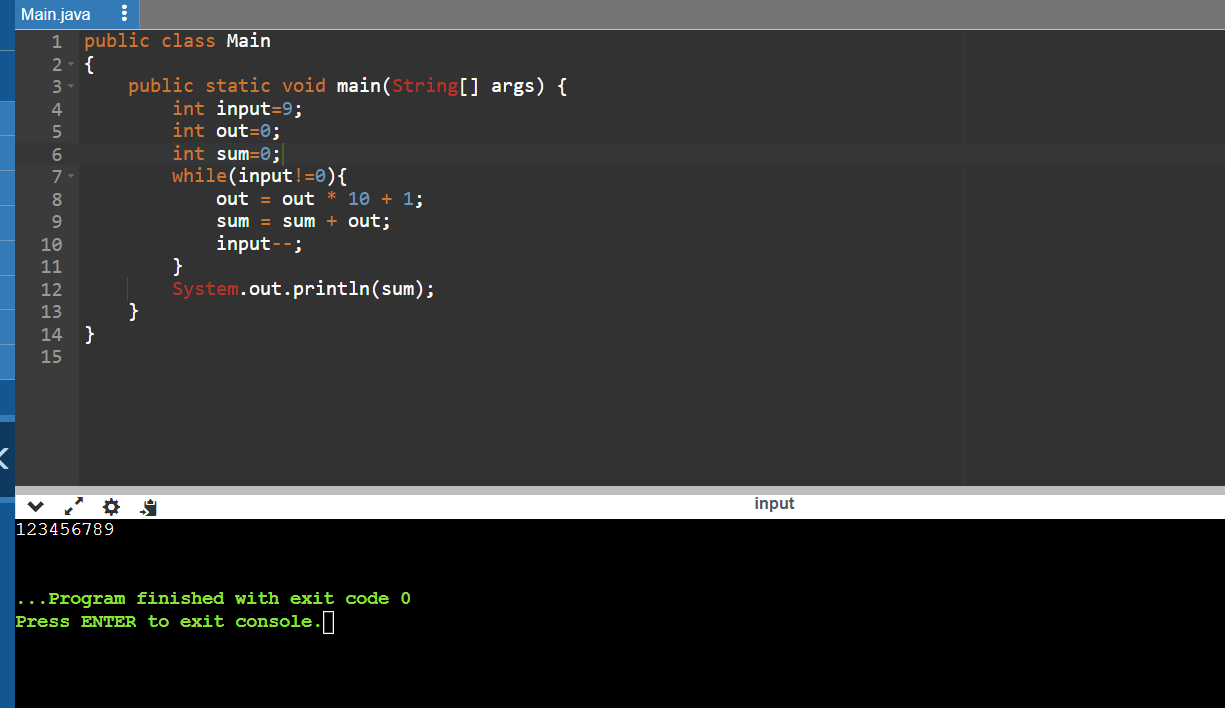 Main.java
1 public class Main
2 {
3     public static void main(String[] args) {
4         int input=9;
5         int out=0;
6         int sum=0;
7         while(input!=0){
8             out = out * 10 + 1;
9             sum = sum + out;
10             input--;
11         }
12         System.out.println(sum);
13     }
14 }
15
input
123456789
...Program finished with exit code 0
Press ENTER to exit console.